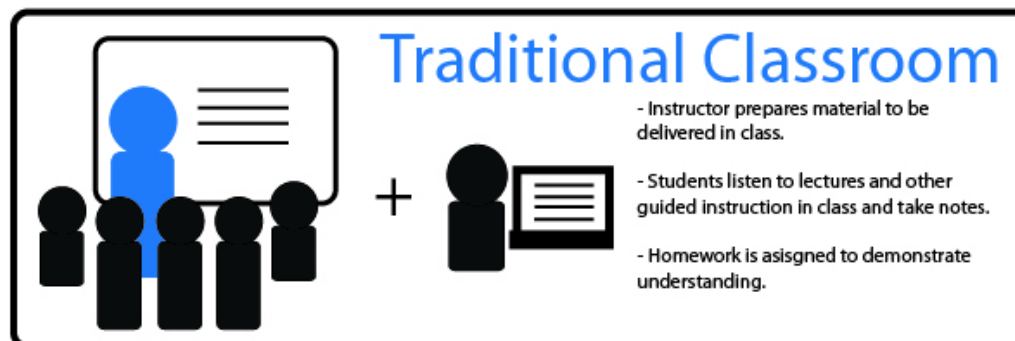 Traditional Classroom
- Instructor prepares material to be
delivered in class.
- Students listen to lectures and other
guided instruction in class and take notes.
- Homework is asisgned to demonstrate
understanding.